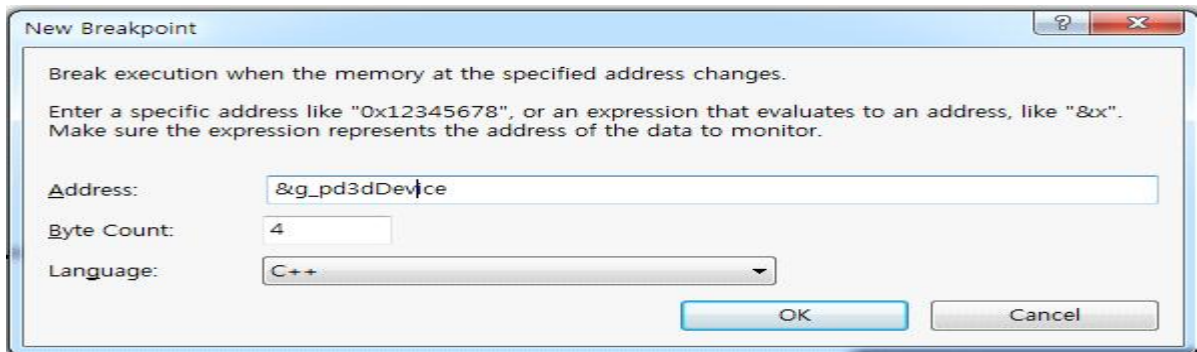 New Breakpoint
Break execution when the memory at the specified address changes.
Enter a specific address like "0x12345678", or an expression that evaluates to an address, like "&x".
Make sure the expression represents the address of the data to monitor.
Address: &g_pd3dDevice
Byte Count: 4
Language: C++
OK Cancel